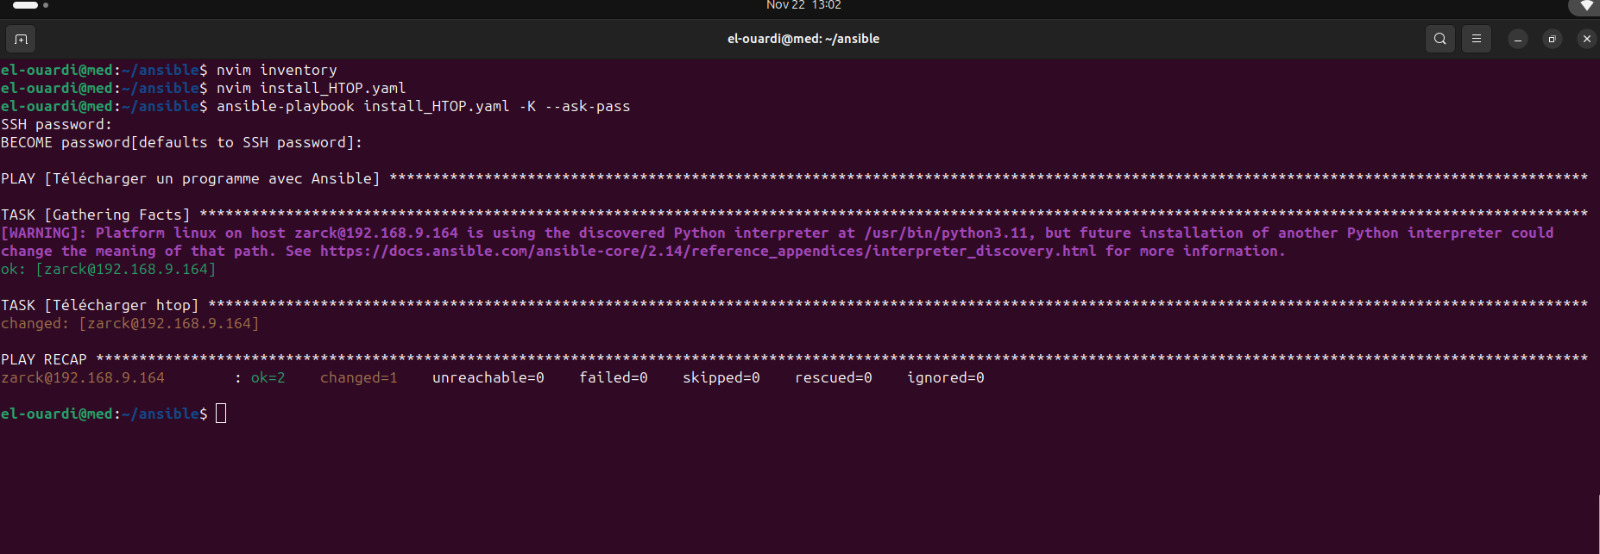 Nov 22 13:02
el-ouardi@med: ~/ansible
el-ouardi@med:~/ansible$ nvim inventory
el-ouardi@med:~/ansible$ nvim install_HTOP.yaml
el-ouardi@med:~/ansible$ ansible-playbook install_HTOP.yaml -K --ask-pass
SSH password:
BECOME password[defaults to SSH password]:
PLAY [Télécharger un programme avec Ansible] *******************************************************************************************************************************************
TASK [Gathering Facts] *****************************************************************************************************************************************************************
[WARNING]: Platform linux on host zarck@192.168.9.164 is using the discovered Python interpreter at /usr/bin/python3.11, but future installation of another Python interpreter could
change the meaning of that path. See https://docs.ansible.com/ansible-core/2.14/reference_appendices/interpreter_discovery.html for more information.
ok: [zarck@192.168.9.164]
TASK [Télécharger htop] ****************************************************************************************************************************************************************
changed: [zarck@192.168.9.164]
PLAY RECAP *****************************************************************************************************************************************************************************
zarck@192.168.9.164        : ok=2    changed=1    unreachable=0    failed=0    skipped=0    rescued=0    ignored=0
el-ouardi@med:~/ansible$